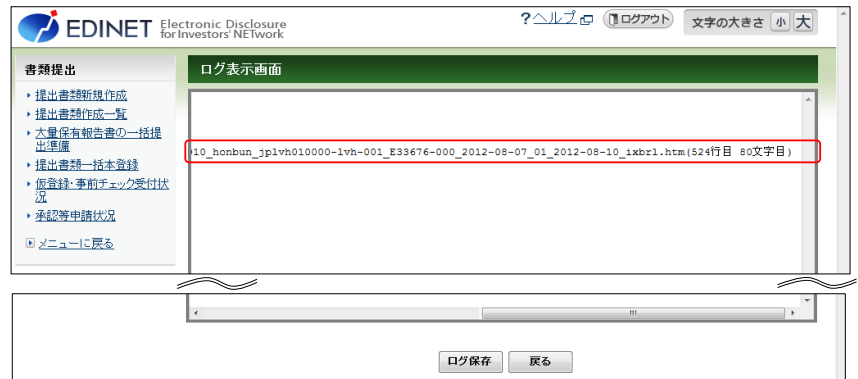 EDINET Electronic Disclosure for Investors' NETwork
?ヘルプ ログアウト 文字の大きさ 小 大
書類提出
提出書類新規作成
提出書類作成一覧
大量保有報告書の一括提
出準備
提出書類一括本登録
仮登録・事前チェック受付状
況
承認等申請状況
メニューに戻る
ログ表示画面
010_honbun_jplvh010000-lvh-001_E33676-000_2012-08-07_01_2012-08-10_ixbrl.htm(524行目 80文字目)
ログ保存 戻る